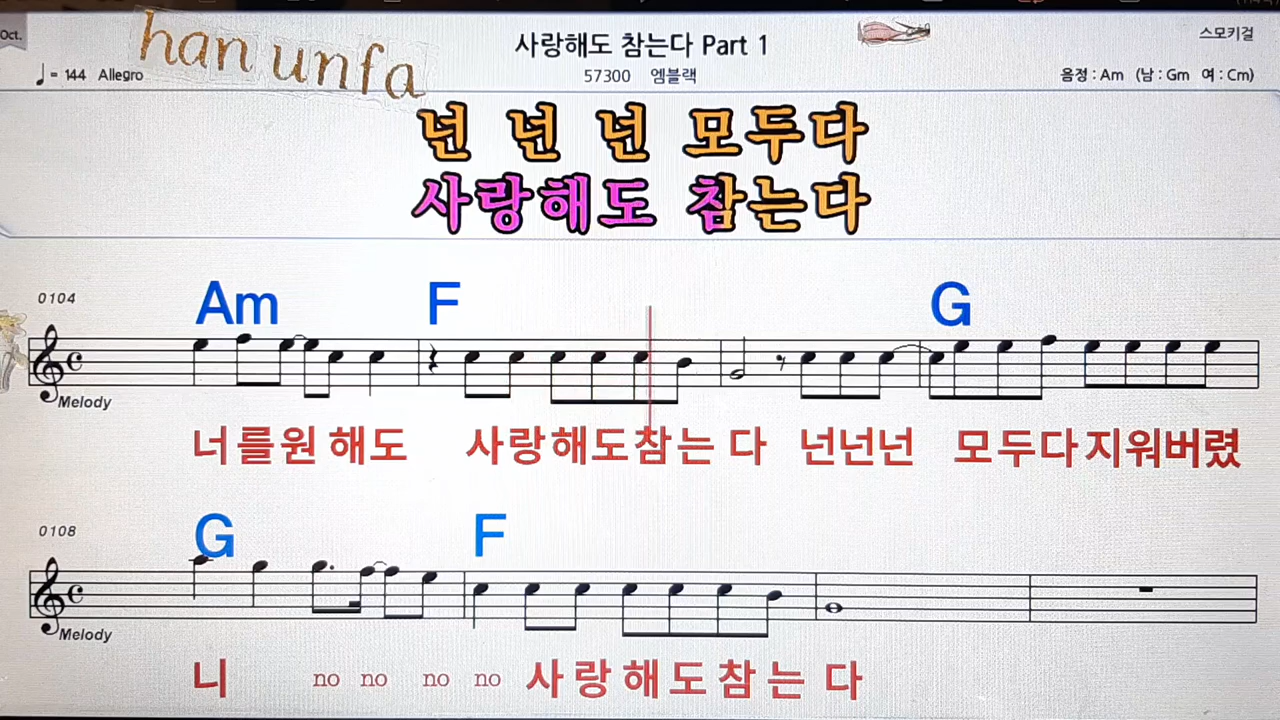 Oct.
han unfa
사랑해도 참는다 Part 1
스모키걸
♩= 144 Allegro
57300 엠블랙
음정 : Am (남 : Gm 여 : Cm)
넌 넌 넌 모두다
사랑해도 참는다
0104
Am F G
Melody
너를원 해도 사랑해도참는 다 넌넌넌 모두다지워버렸
0108
G F
Melody
니 no no no no 사랑해도참는 다